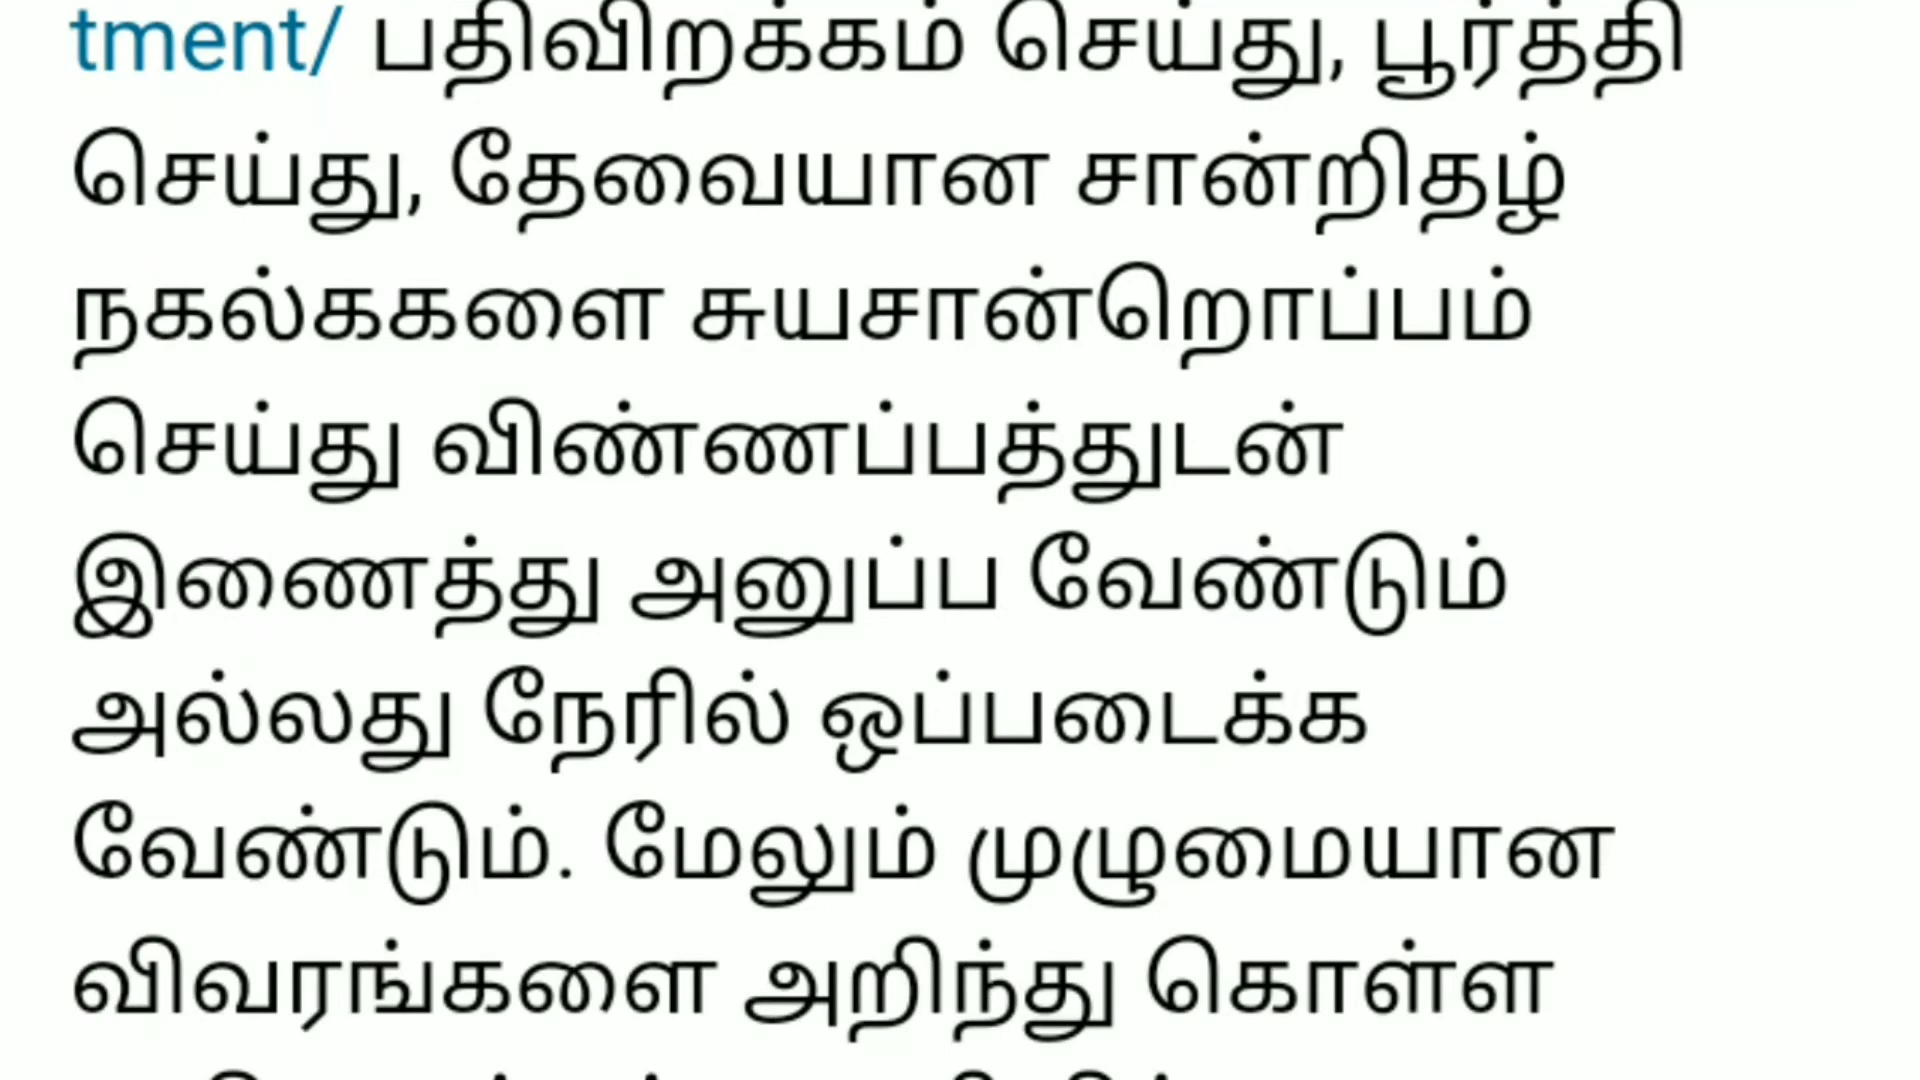 tment/ பதிவிறக்கம் செய்து, பூர்த்தி
செய்து, தேவையான சான்றிதழ்
நகல்ககளை சுயசான்றொப்பம்
செய்து விண்ணப்பத்துடன்
இணைத்து அனுப்ப வேண்டும்
அல்லது நேரில் ஒப்படைக்க
வேண்டும். மேலும் முழுமையான
விவரங்களை அறிந்து கொள்ள